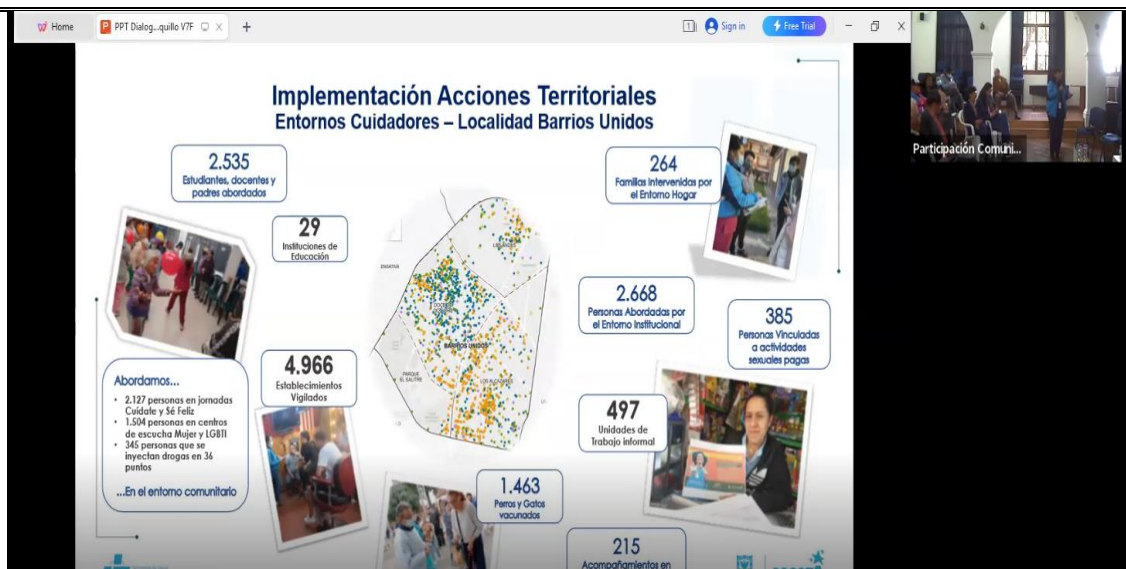 Home
PPT Dialog...quillo V7F
Sign in
Free Trial
Participación Comuni...
Implementación Acciones Territoriales
Entornos Cuidadores – Localidad Barrios Unidos
2.535
Estudiantes, docentes y
padres abordados
29
Instituciones de
Educación
264
Familias Intervenidas por
el Entorno Hogar
2.668
Personas Abordadas por
el Entorno Institucional
385
Personas Vinculadas
a actividades
sexuales pagas
4.966
Establecimientos
Vigilados
Abordamos...
• 2.127 personas en jornadas
Cuídate y Sé Feliz
• 1.504 personas en centros
de escucha Mujer y LGBTI
• 345 personas que se
inyectan drogas en 36
puntos
...En el entorno comunitario
BARRIOS UNIDOS
PARQUE
EL SALITRE
LOS ALCAZARES
497
Unidades de
Trabajo informal
1.463
Perros y Gatos
vacunados
215
Acompañamientos en